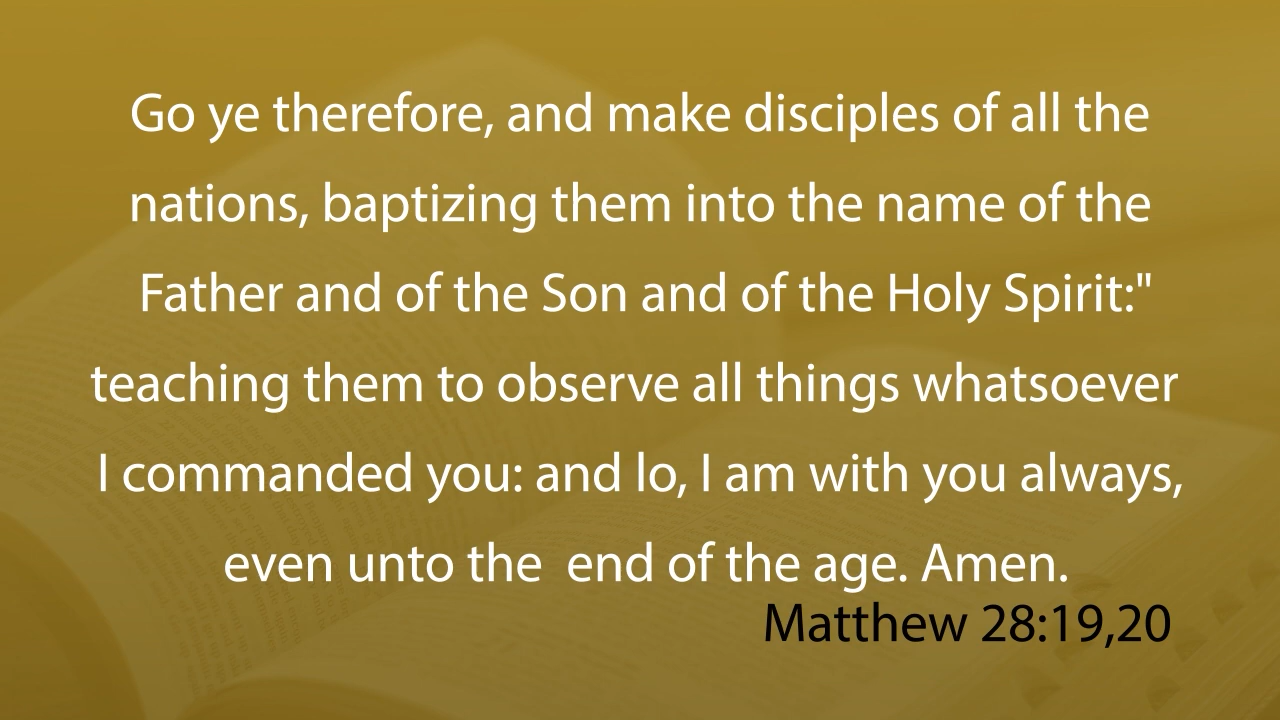 Go ye therefore, and make disciples of all the
nations, baptizing them into the name of the
Father and of the Son and of the Holy Spirit:"
teaching them to observe all things whatsoever
I commanded you: and lo, I am with you always,
even unto the  end of the age. Amen.
Matthew 28:19,20